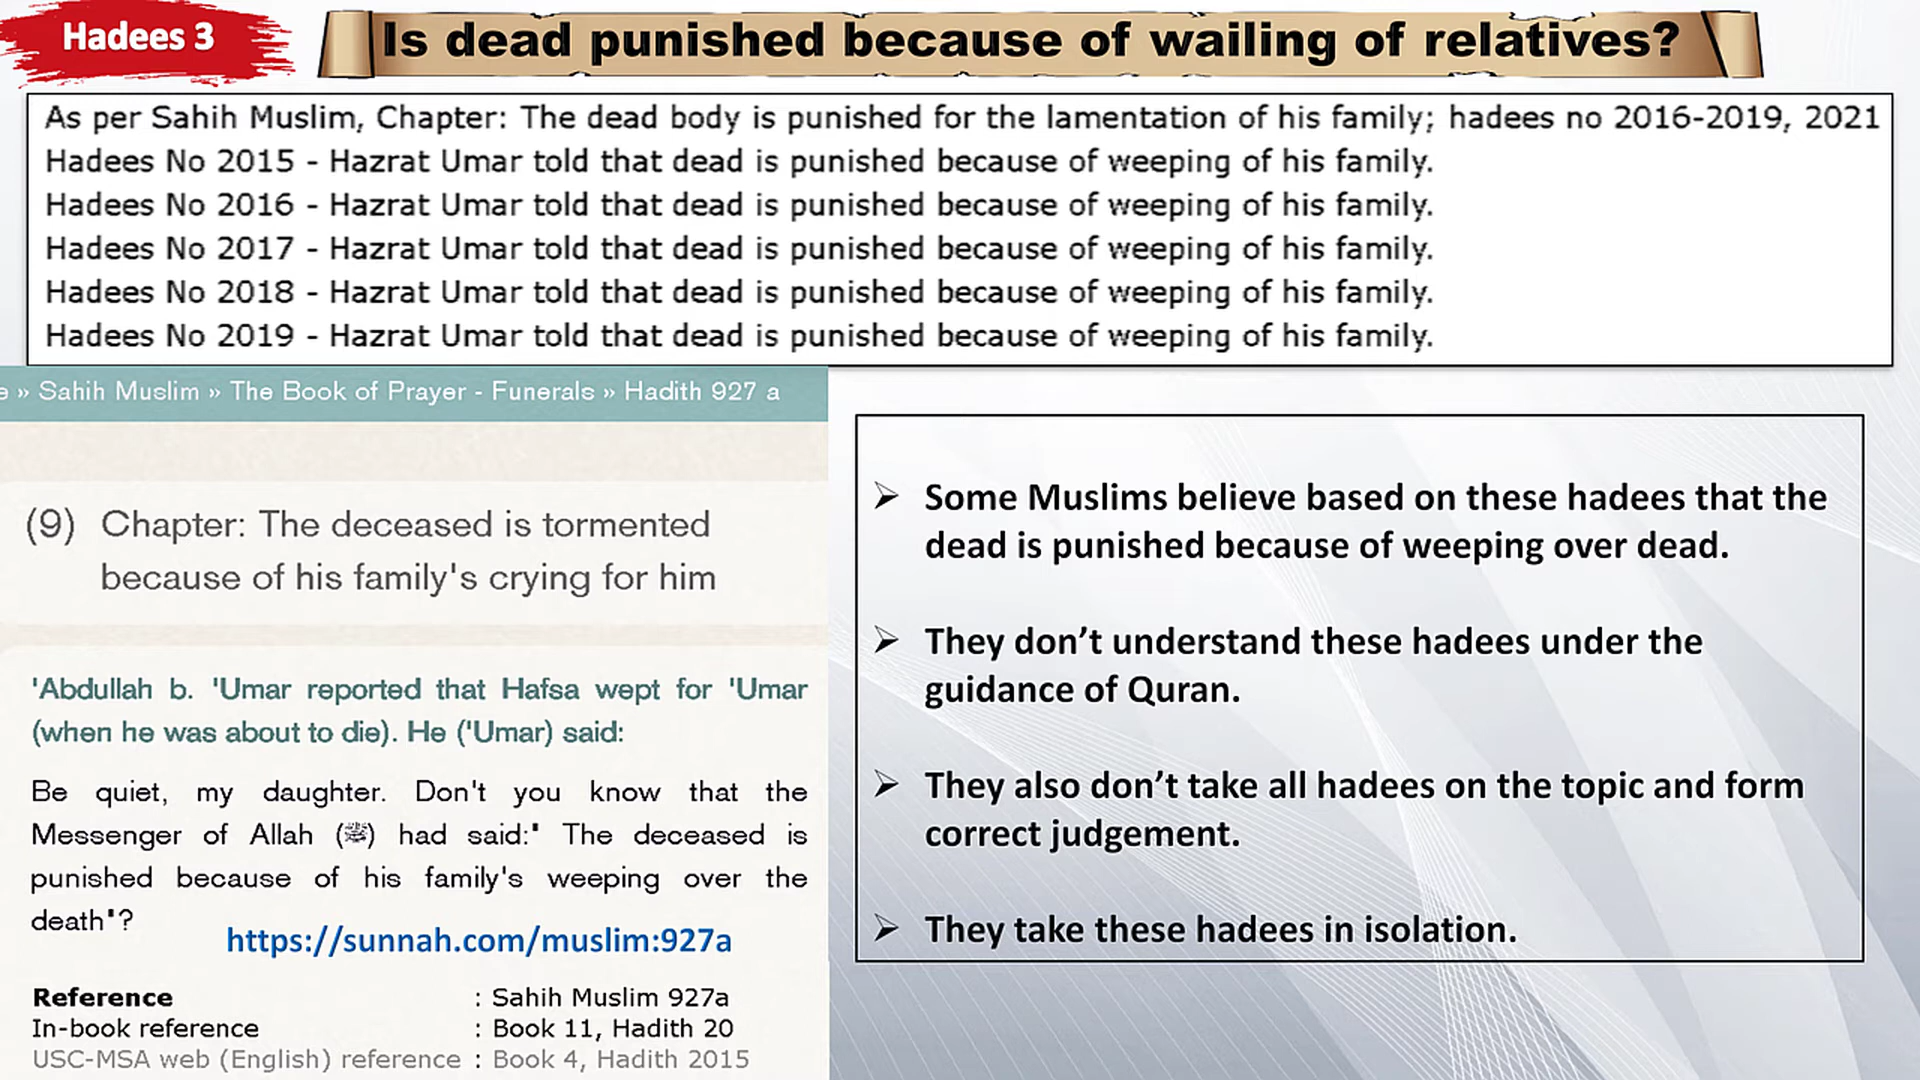 Hadees 3
Is dead punished because of wailing of relatives?
As per Sahih Muslim, Chapter: The dead body is punished for the lamentation of his family; hadees no 2016-2019, 2021
Hadees No 2015 - Hazrat Umar told that dead is punished because of weeping of his family.
Hadees No 2016 - Hazrat Umar told that dead is punished because of weeping of his family.
Hadees No 2017 - Hazrat Umar told that dead is punished because of weeping of his family.
Hadees No 2018 - Hazrat Umar told that dead is punished because of weeping of his family.
Hadees No 2019 - Hazrat Umar told that dead is punished because of weeping of his family.
e » Sahih Muslim » The Book of Prayer - Funerals » Hadith 927 a
(9) Chapter: The deceased is tormented
because of his family's crying for him
'Abdullah b. 'Umar reported that Hafsa wept for 'Umar
(when he was about to die). He ('Umar) said:
Be quiet, my daughter. Don't you know that the
Messenger of Allah (ﷺ) had said:" The deceased is
punished because of his family's weeping over the
death"?
https://sunnah.com/muslim:927a
Reference : Sahih Muslim 927a
In-book reference : Book 11, Hadith 20
USC-MSA web (English) reference : Book 4, Hadith 2015
➢ Some Muslims believe based on these hadees that the
dead is punished because of weeping over dead.
➢ They don’t understand these hadees under the
guidance of Quran.
➢ They also don’t take all hadees on the topic and form
correct judgement.
➢ They take these hadees in isolation.